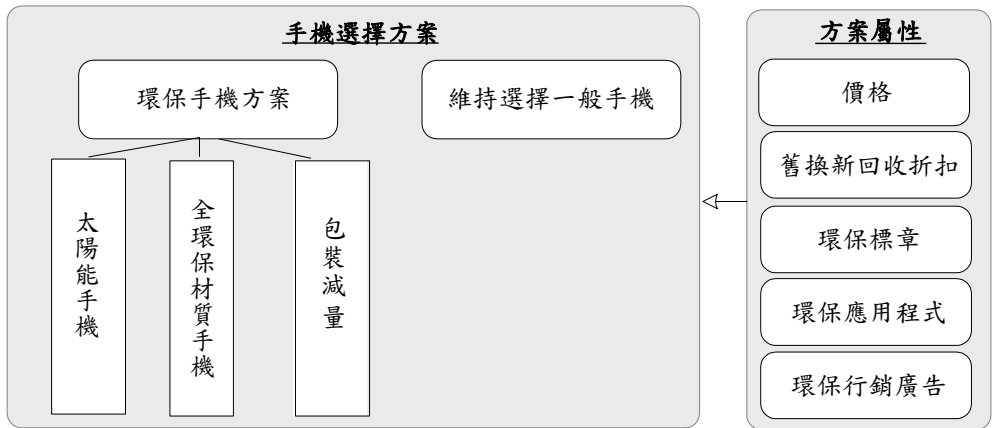 手機選擇方案
環保手機方案
維持選擇一般手機
太陽能手機
全環保材質手機
包裝減量
方案屬性
價格
舊換新回收折扣
環保標章
環保應用程式
環保行銷廣告